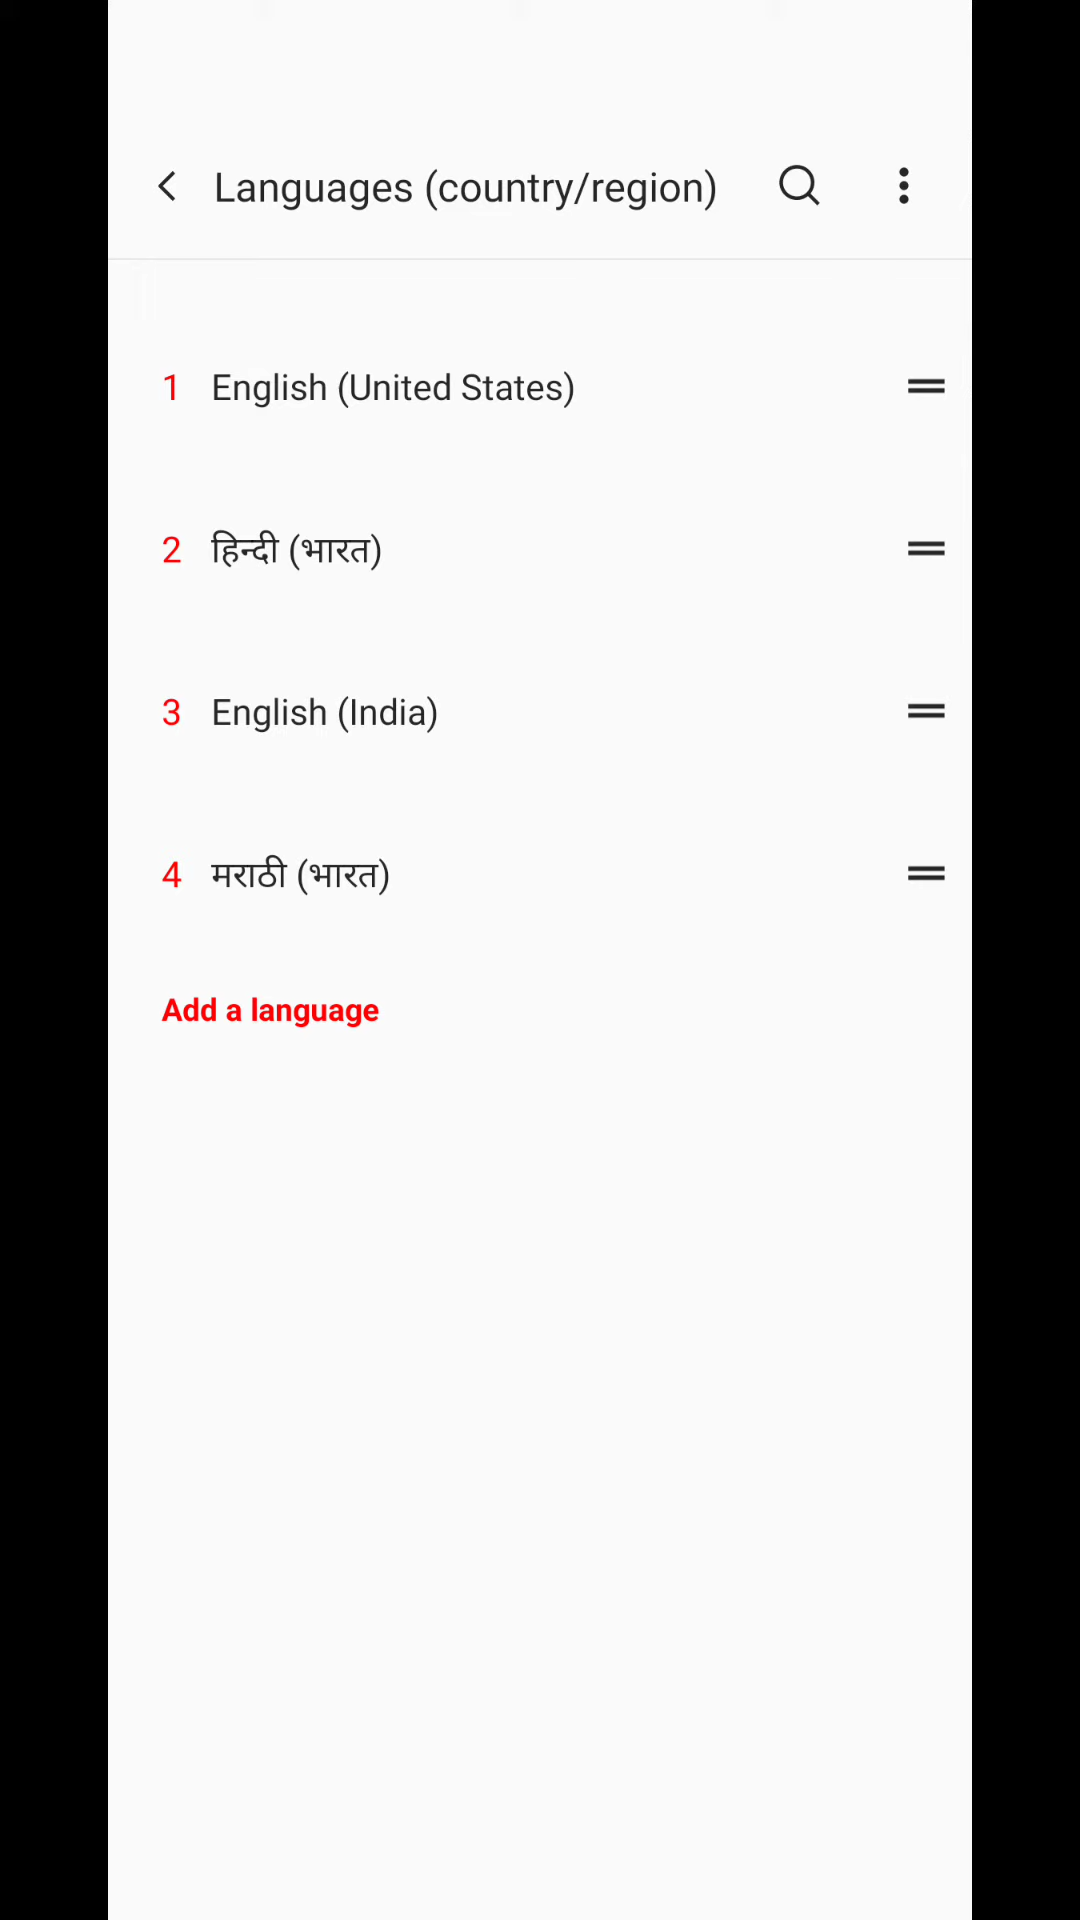 Languages (country/region)
1 English (United States)
2 हिन्दी (भारत)
3 English (India)
4 मराठी (भारत)
Add a language